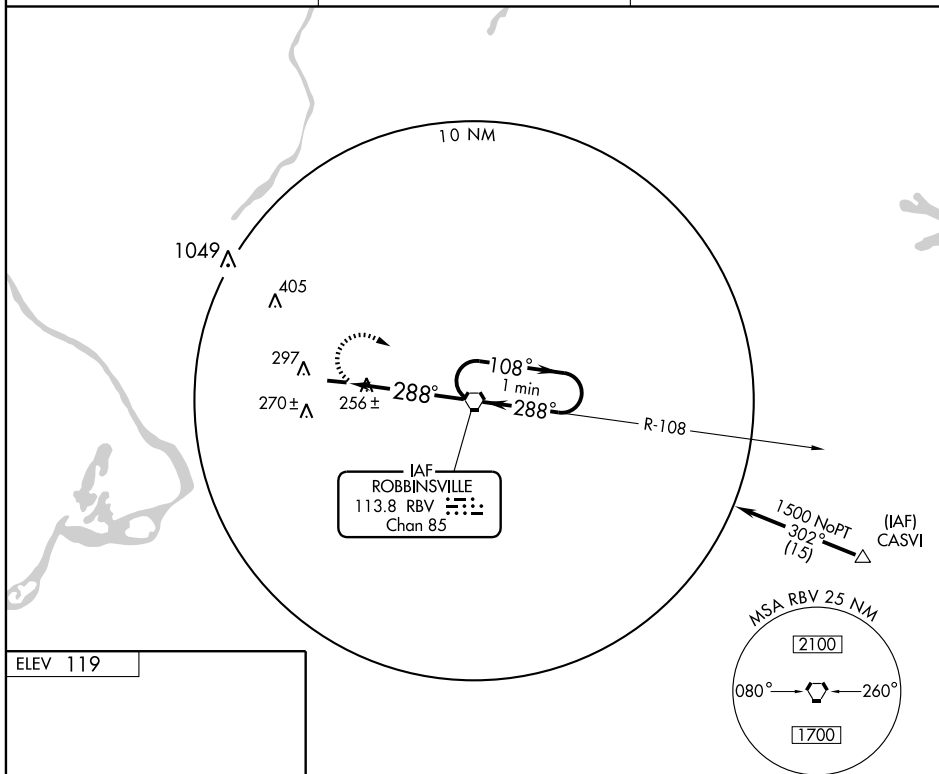 10 NM
1049
405
297
270 ±
256 ±
288°
108°
1 min
288°
R-108
IAF
ROBBINSVILLE
113.8 RBV
Chan 85
1500 NoPT
302°
(15)
(IAF)
CASVI
MSA RBV 25 NM
2100
080°
260°
1700
ELEV 119